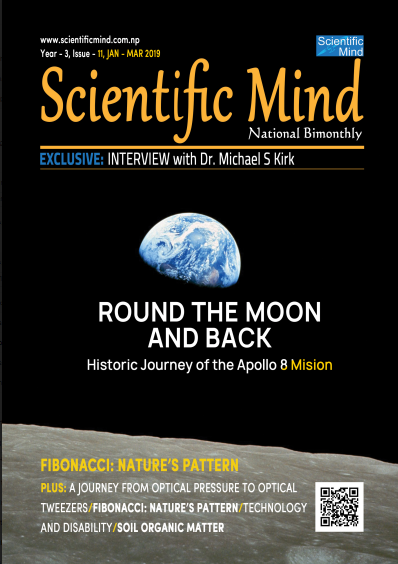 www.scientificmind.com.np
Year - 3, Issue - 11, JAN - MAR 2019
Scientific
Mind
Scientific Mind
National Bimonthly
EXCLUSIVE: INTERVIEW with Dr. Michael S Kirk
ROUND THE MOON
AND BACK
Historic Journey of the Apollo 8 Mision
FIBONACCI: NATURE'S PATTERN
PLUS: A JOURNEY FROM OPTICAL PRESSURE TO OPTICAL
TWEEZERS/FIBONACCI: NATURE'S PATTERN/TECHNOLOGY
AND DISABILITY/SOIL ORGANIC MATTER